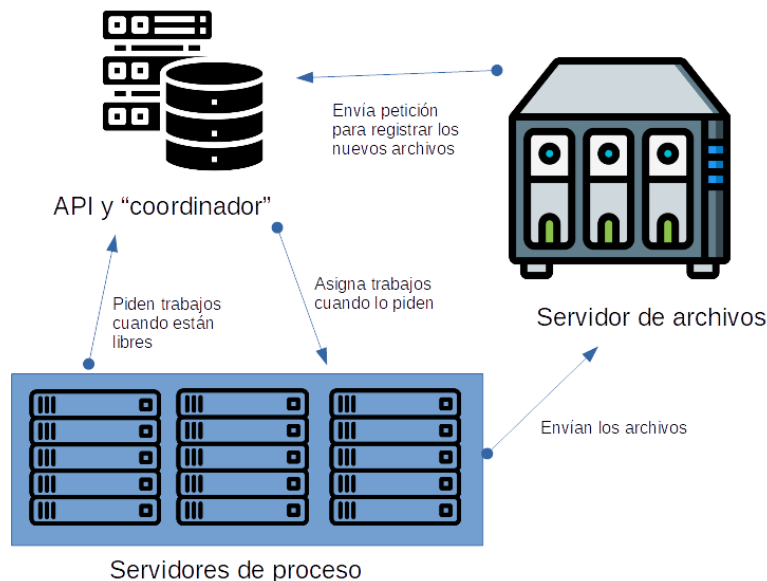 Envía petición
para registrar los
nuevos archivos
API y “coordinador”
Asigna trabajos
cuando lo piden
Piden trabajos
cuando están
libres
Servidor de archivos
Envían los archivos
Servidores de proceso